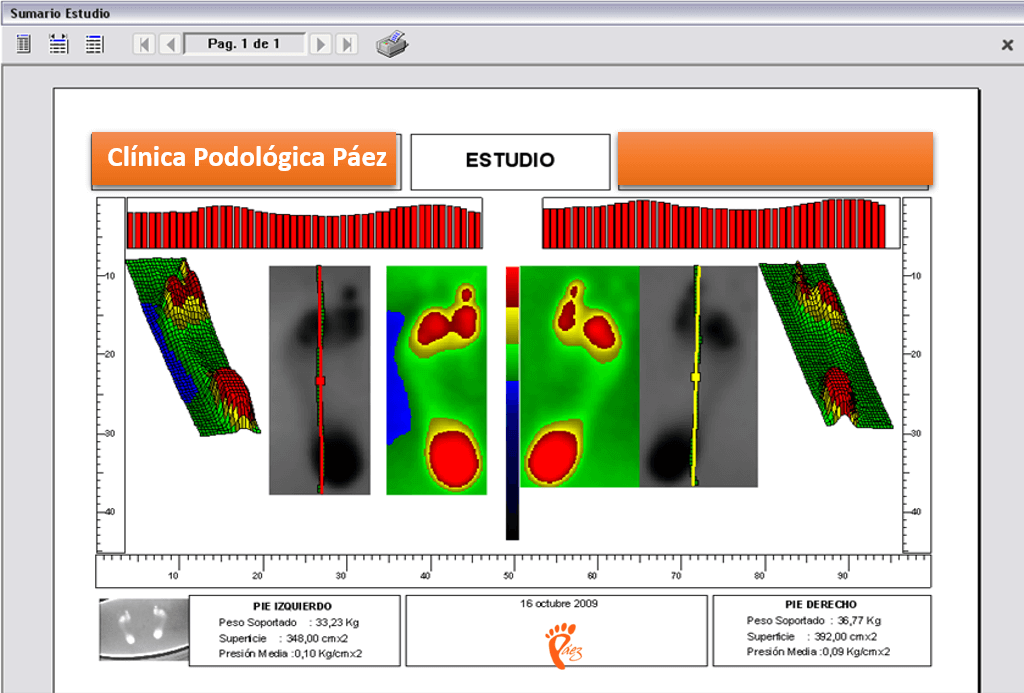 Sumario Estudio
Pag. 1 de 1
Clínica Podológica Páez
ESTUDIO
10
20
30
40
10
20
30
40
10 20 30 40 50 60 70 80 90
PIE IZQUIERDO
Peso Soportado : 33,23 Kg
Superficie : 348,00 cmx2
Presión Media :0,10 Kg/cmx2
16 octubre 2009
Páez
PIE DERECHO
Peso Soportado : 36,77 Kg
Superficie : 392,00 cmx2
Presión Media :0,09 Kg/cmx2